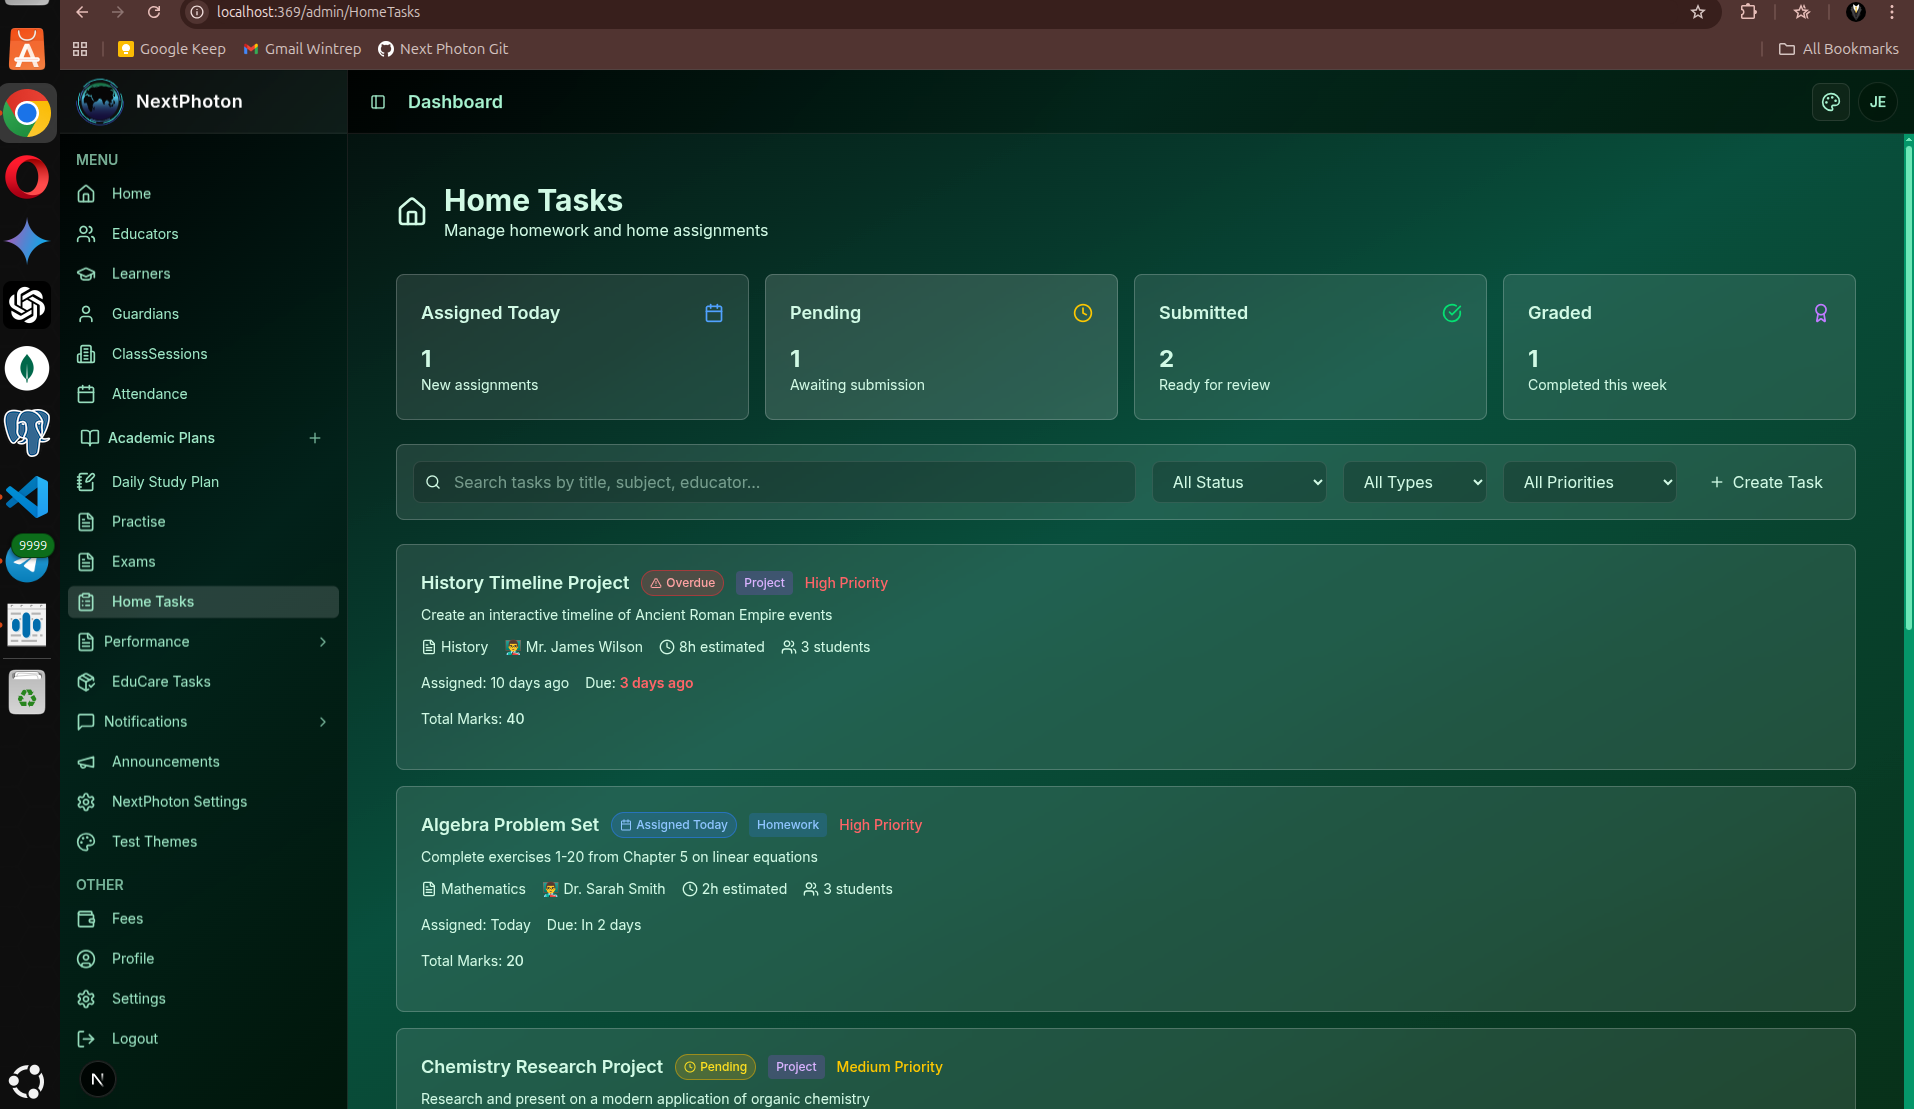 localhost:369/admin/HomeTasks
Google Keep Gmail Wintrep Next Photon Git All Bookmarks
NextPhoton
Dashboard
JE
MENU
Home
Educators
Learners
Guardians
ClassSessions
Attendance
Academic Plans
Daily Study Plan
Practise
Exams
Home Tasks
Performance
EduCare Tasks
Notifications
Announcements
NextPhoton Settings
Test Themes
OTHER
Fees
Profile
Settings
Logout
N
9999
Home Tasks
Manage homework and home assignments
Assigned Today
1
New assignments
Pending
1
Awaiting submission
Submitted
2
Ready for review
Graded
1
Completed this week
Search tasks by title, subject, educator... All Status All Types All Priorities + Create Task
History Timeline Project Overdue Project High Priority
Create an interactive timeline of Ancient Roman Empire events
History Mr. James Wilson 8h estimated 3 students
Assigned: 10 days ago Due: 3 days ago
Total Marks: 40
Algebra Problem Set Assigned Today Homework High Priority
Complete exercises 1-20 from Chapter 5 on linear equations
Mathematics Dr. Sarah Smith 2h estimated 3 students
Assigned: Today Due: In 2 days
Total Marks: 20
Chemistry Research Project Pending Project Medium Priority
Research and present on a modern application of organic chemistry